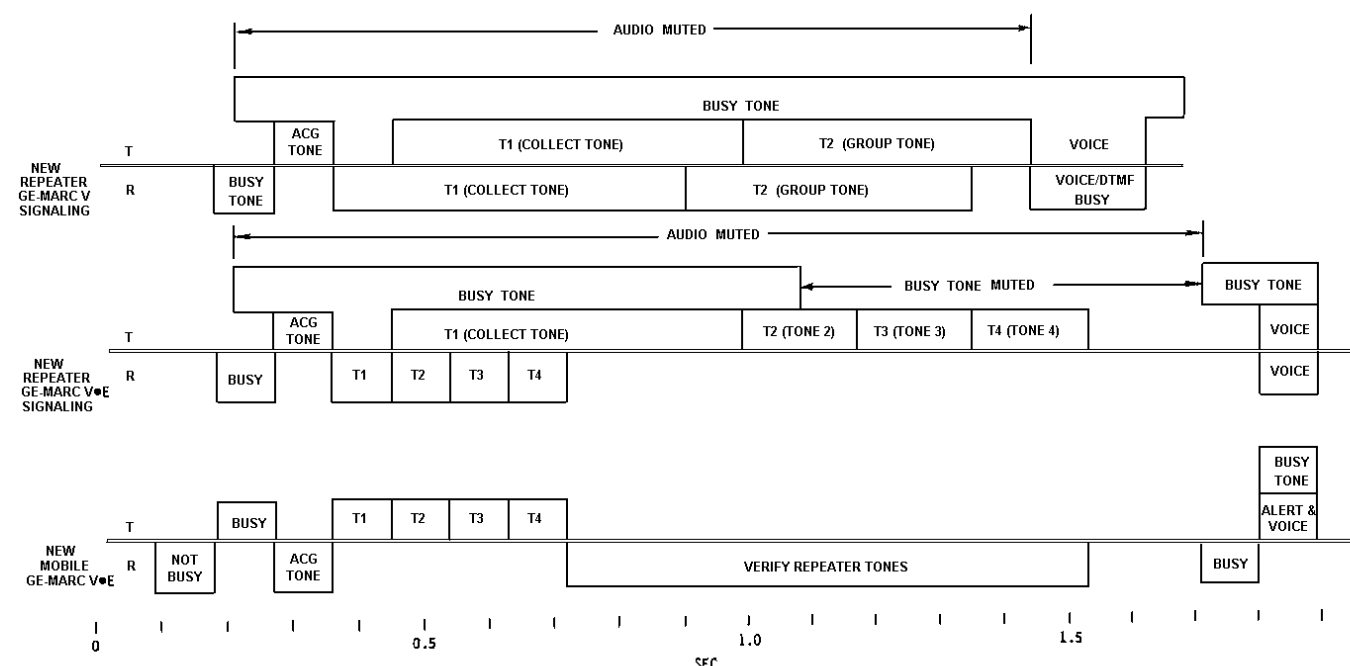 AUDIO MUTED
BUSY TONE
ACG
TONE
T1 (COLLECT TONE)
T2 (GROUP TONE)
VOICE
T
NEW
REPEATER
GE-MARC V
SIGNALING
R
BUSY
TONE
T1 (COLLECT TONE)
T2 (GROUP TONE)
VOICE/DTMF
BUSY
AUDIO MUTED
BUSY TONE
BUSY TONE MUTED
BUSY TONE
ACG
TONE
T1 (COLLECT TONE)
T2 (TONE 2)
T3 (TONE 3)
T4 (TONE 4)
VOICE
T
NEW
REPEATER
GE-MARC V●E
SIGNALING
R
BUSY
T1
T2
T3
T4
VOICE
BUSY
TONE
T
BUSY
T1
T2
T3
T4
ALERT &
VOICE
NEW
MOBILE
GE-MARC V●E
R
NOT
BUSY
ACG
TONE
VERIFY REPEATER TONES
BUSY
0
0.5
1.0
1.5
SEC